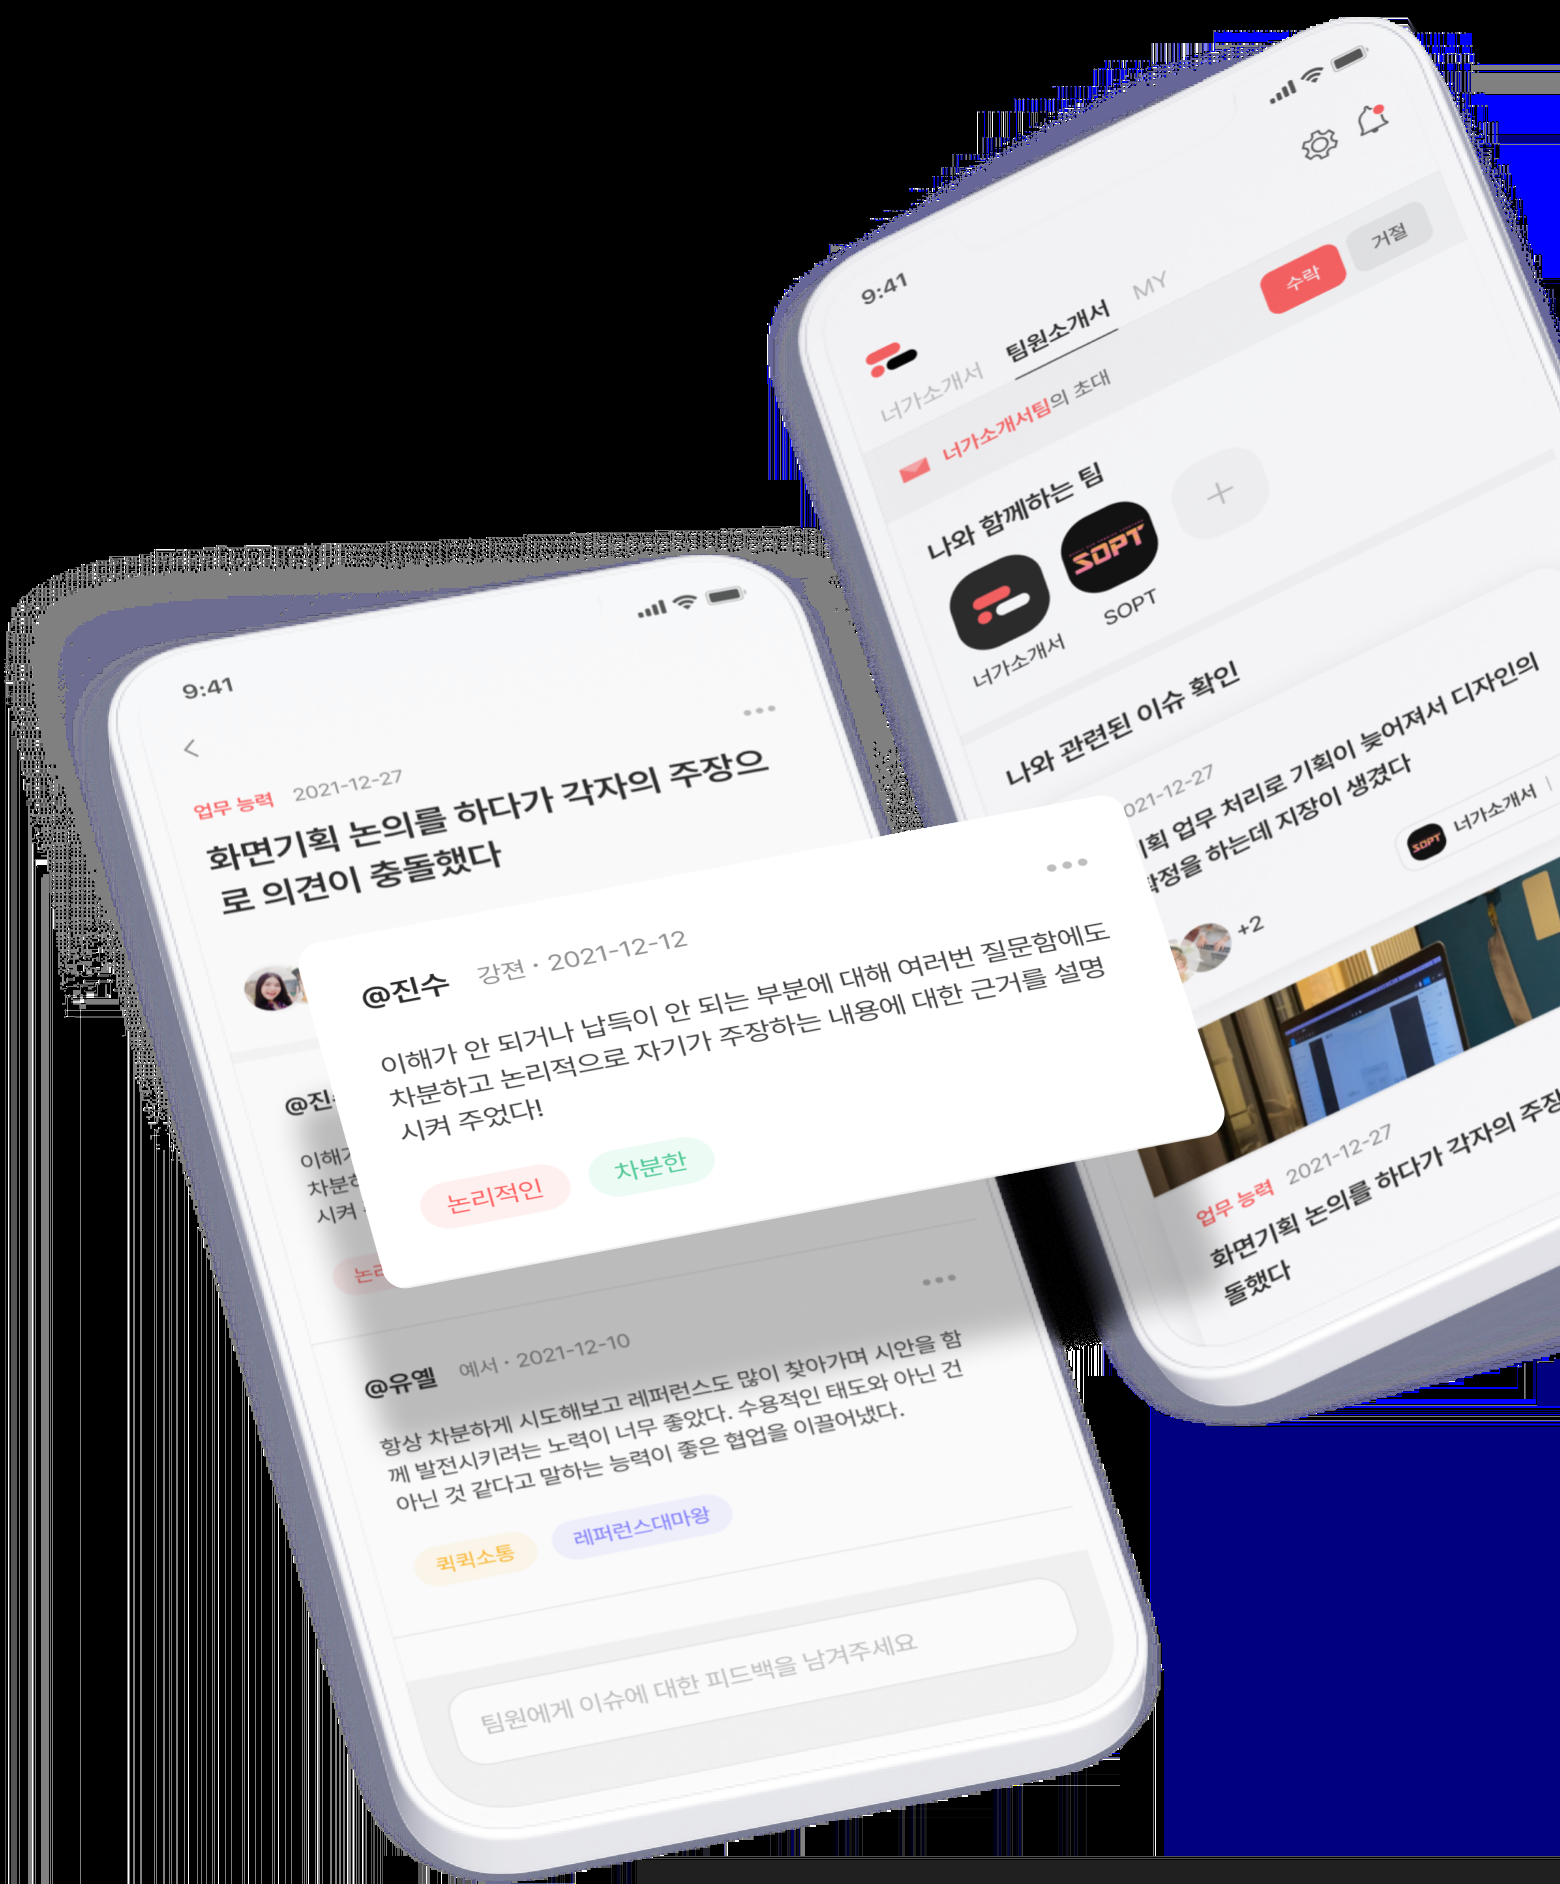 9:41
업무 능력 2021-12-27
화면기획 논의를 하다가 각자의 주장으
로 의견이 충돌했다
@진수 강젼 · 2021-12-12
이해가 안 되거나 납득이 안 되는 부분에 대해 여러번 질문함에도
차분하고 논리적으로 자기가 주장하는 내용에 대한 근거를 설명
시켜 주었다!
논리적인 차분한
@진
차분
시켜
@유옐 예서 · 2021-12-10
항상 차분하게 시도해보고 레퍼런스도 많이 찾아가며 시안을 함
께 발전시키려는 노력이 너무 좋았다. 수용적인 태도와 아닌 건
아닌 것 같다고 말하는 능력이 좋은 협업을 이끌어냈다.
퀵퀵소통 레퍼런스대마왕
팀원에게 이슈에 대한 피드백을 남겨주세요
9:41
너가소개서 팀원소개서 MY
너가소개서팀의 초대 수락 거절
나와 함께하는 팀
SOPT
너가소개서 SOPT
나와 관련된 이슈 확인
021-12-27
획 업무 처리로 기획이 늦어져서 디자인의
확정을 하는데 지장이 생겼다
SOPT 너가소개서 |
+2
업무 능력 2021-12-27
화면기획 논의를 하다가 각자의 주장
돌했다